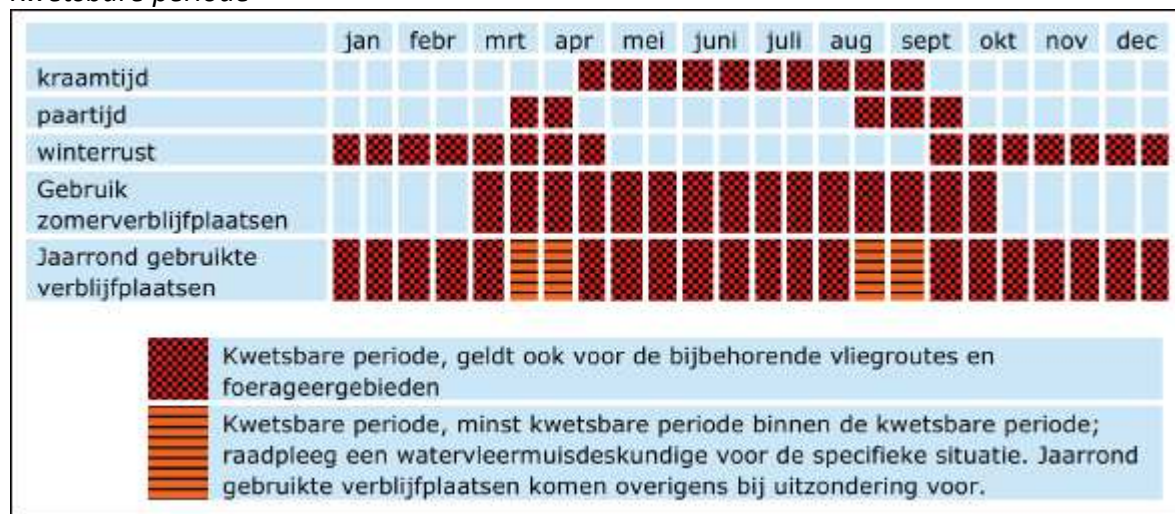 kwetsbare periode
jan febr mrt apr mei juni juli aug sept okt nov dec
kraamtijd
paartijd
winterrust
Gebruik
zomerverblijfplaatsen
Jaarrond gebruikte
verblijfplaatsen
Kwetsbare periode, geldt ook voor de bijbehorende vliegroutes en
foerageergebieden
Kwetsbare periode, minst kwetsbare periode binnen de kwetsbare periode;
raadpleeg een watervleermuisdeskundige voor de specifieke situatie. Jaarrond
gebruikte verblijfplaatsen komen overigens bij uitzondering voor.